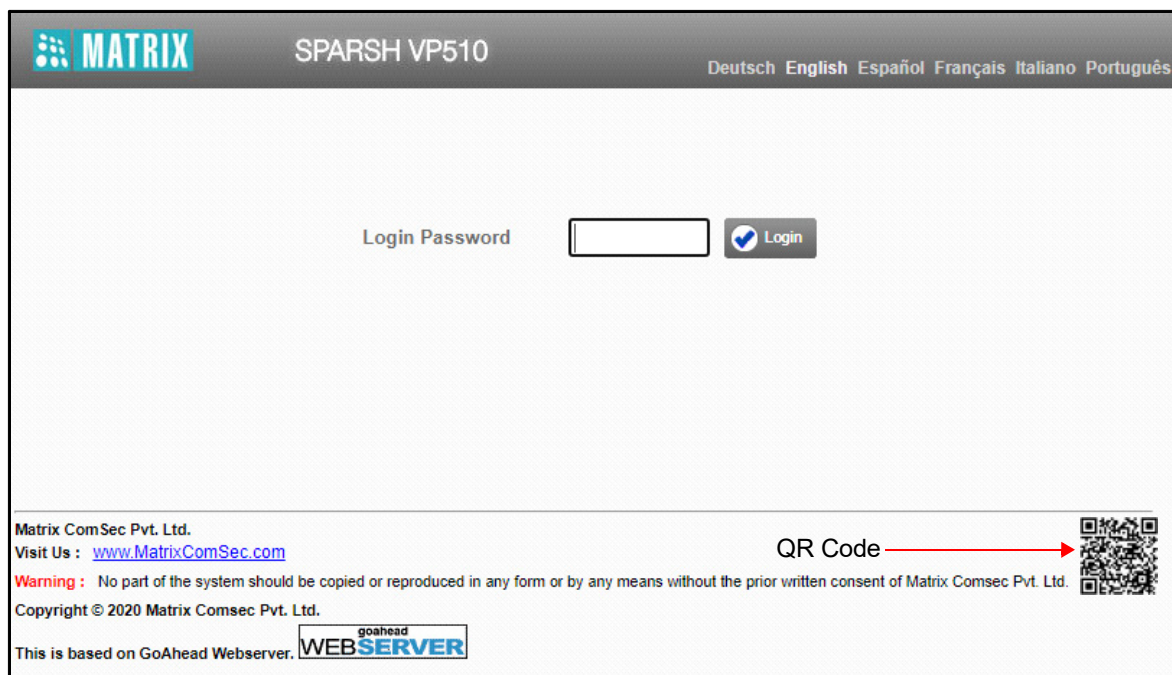 MATRIX SPARSH VP510
Deutsch English Español Français Italiano Português
Login Password Login
Matrix ComSec Pvt. Ltd.
Visit Us : www.MatrixComSec.com
QR Code
Warning : No part of the system should be copied or reproduced in any form or by any means without the prior written consent of Matrix Comsec Pvt. Ltd.
Copyright © 2020 Matrix Comsec Pvt. Ltd.
This is based on GoAhead Webserver. goahead WEBSERVER